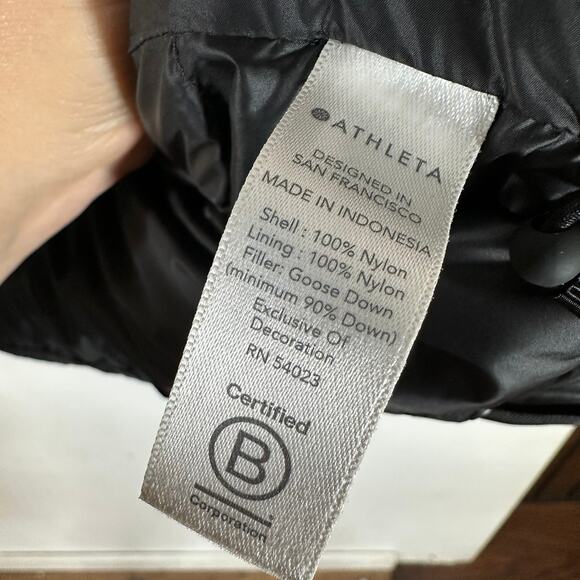 ATHLETA
DESIGNED IN
SAN FRANCISCO
MADE IN INDONESIA
Shell : 100% Nylon
Lining : 100% Nylon
Filler: Goose Down
(minimum 90% Down)
Exclusive Of
Decoration
RN 54023
Certified
B
Corporation